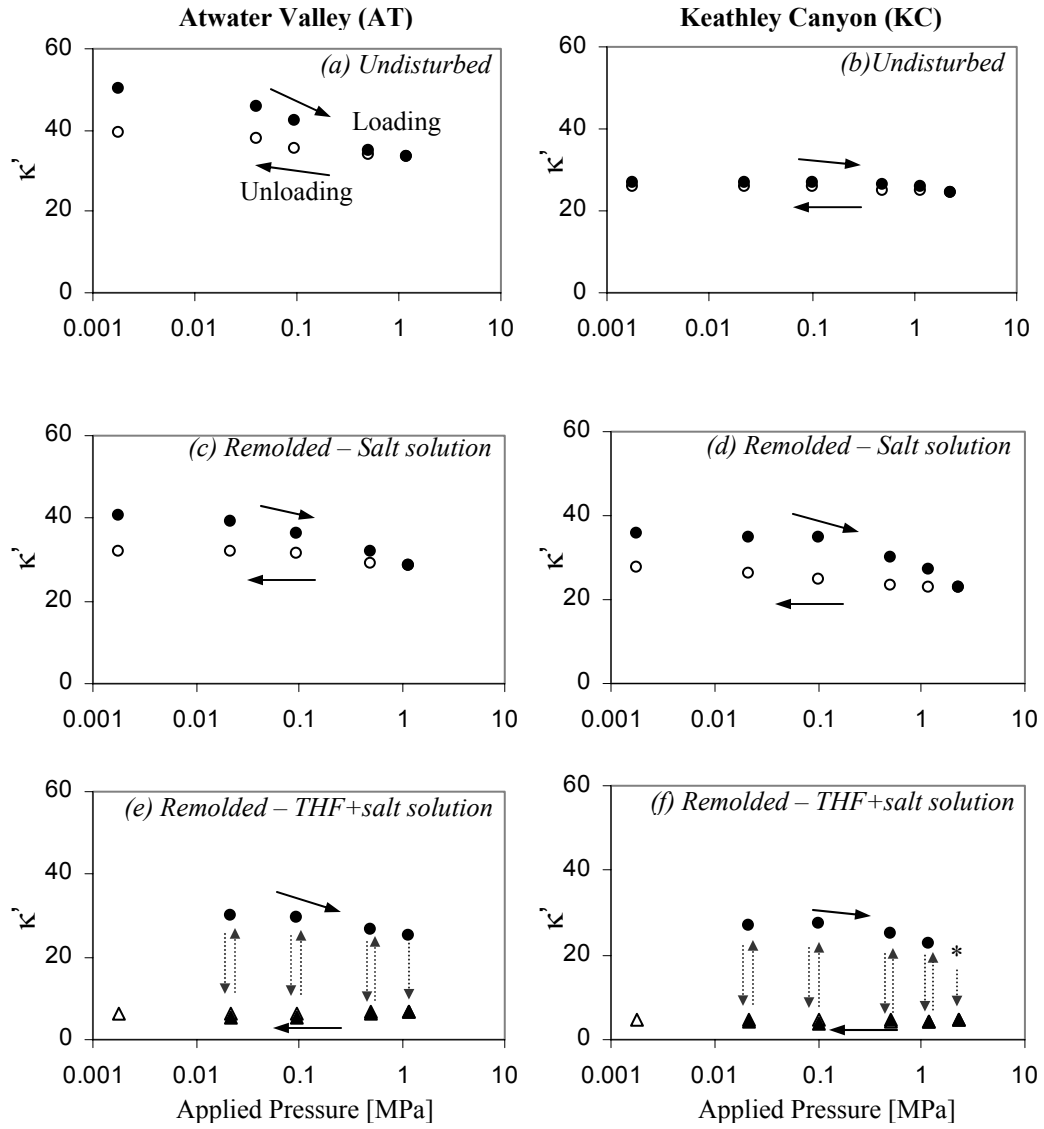 Atwater Valley (AT) Keathley Canyon (KC)
(a) Undisturbed
60
40
20
0
κ’
Loading
Unloading
0.001 0.01 0.1 1 10
(b)Undisturbed
60
40
20
0
κ’
0.001 0.01 0.1 1 10
(c) Remolded – Salt solution
60
40
20
0
κ’
0.001 0.01 0.1 1 10
(d) Remolded – Salt solution
60
40
20
0
κ’
0.001 0.01 0.1 1 10
(e) Remolded – THF+salt solution
60
40
20
0
κ’
0.001 0.01 0.1 1 10
Applied Pressure [MPa]
(f) Remolded – THF+salt solution
60
40
20
0
κ’
*
0.001 0.01 0.1 1 10
Applied Pressure [MPa]